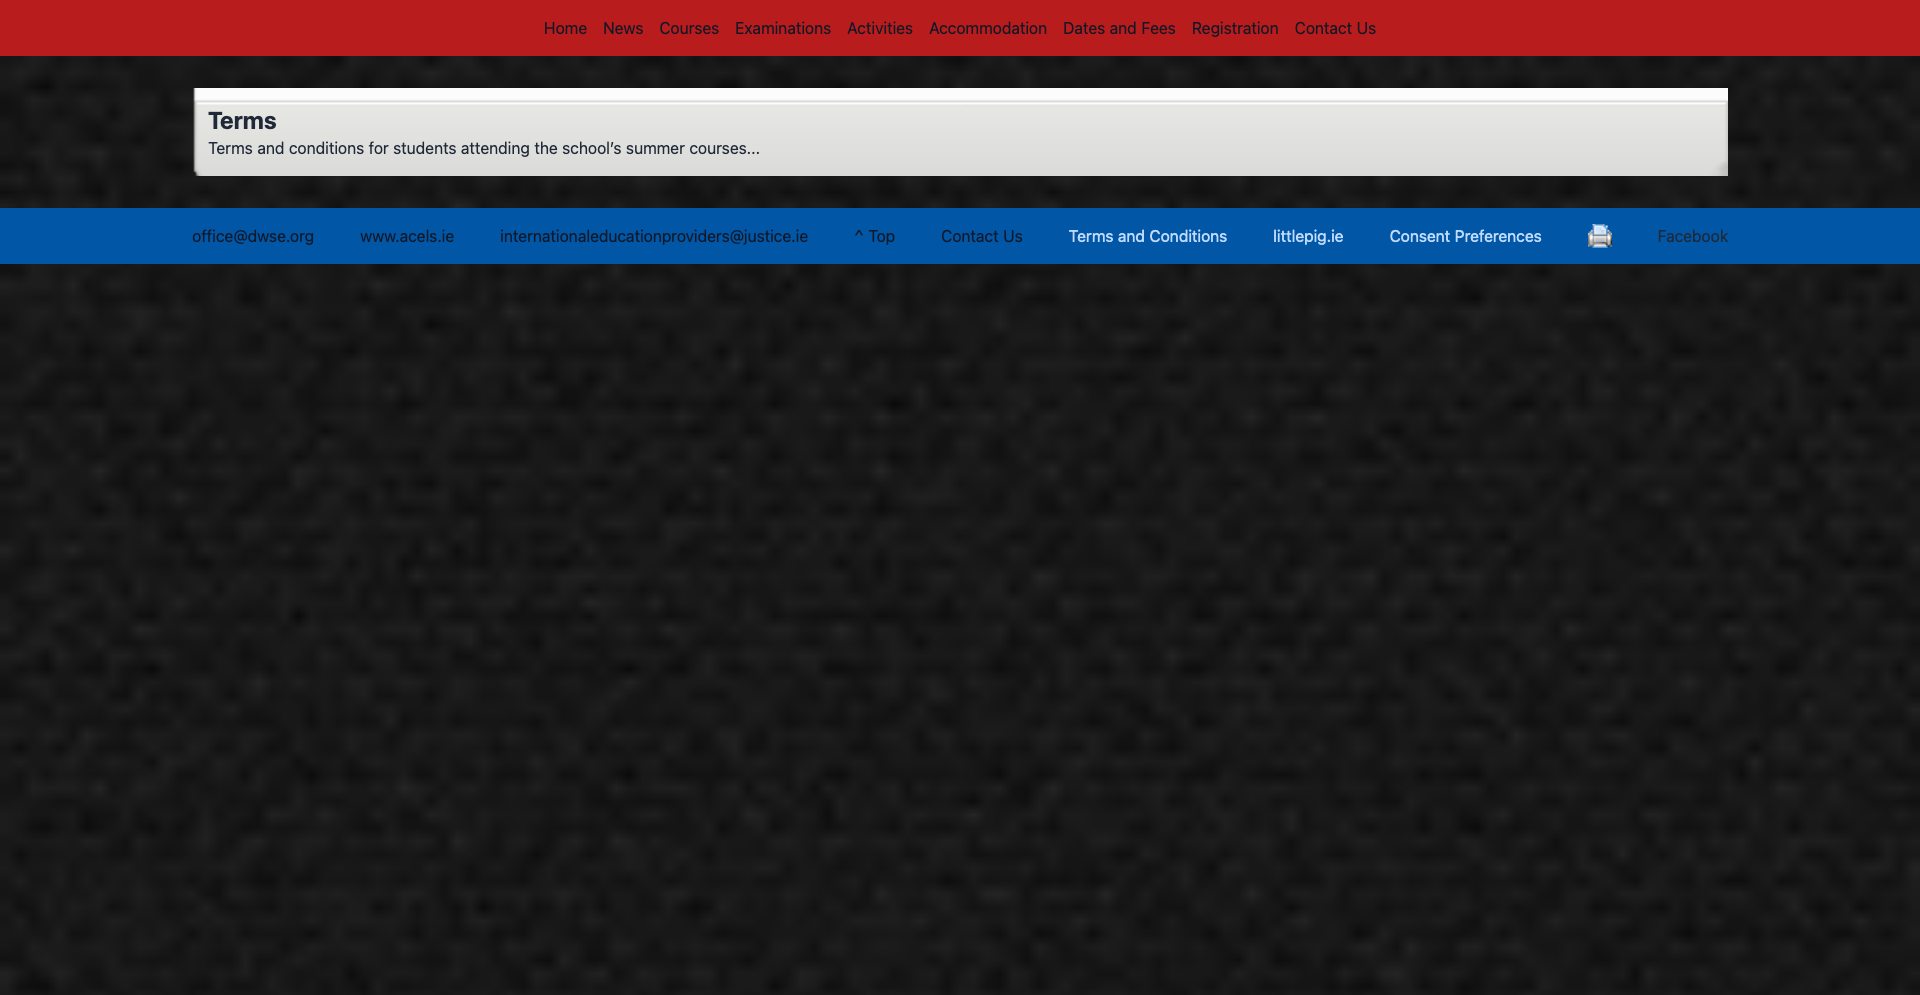 Home News Courses Examinations Activities Accommodation Dates and Fees Registration Contact Us
Terms
Terms and conditions for students attending the school's summer courses...
office@dwse.org www.acels.ie internationaleducationproviders@justice.ie ^ Top Contact Us Terms and Conditions littlepig.ie Consent Preferences Facebook